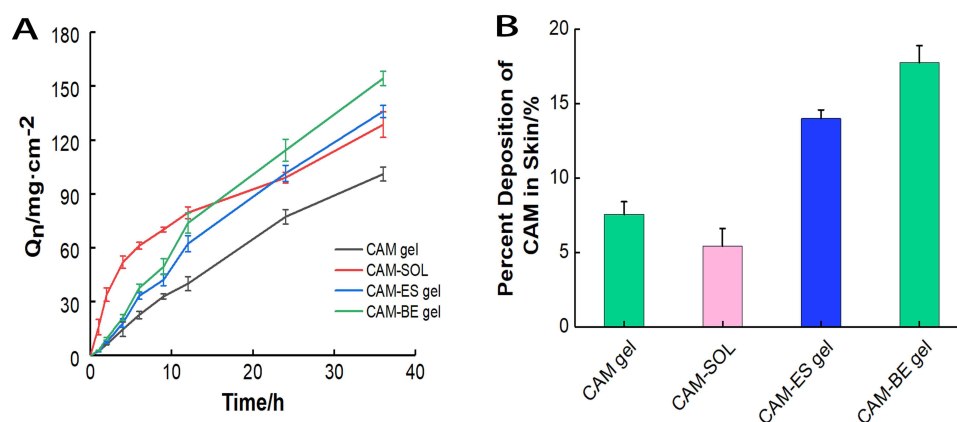 A
Qn/mg·cm-2
180
150
120
90
60
30
0
0
10
20
30
40
Time/h
CAM gel
CAM-SOL
CAM-ES gel
CAM-BE gel
B
Percent Deposition of
CAM in Skin/%
20
15
10
5
0
CAM gel
CAM-SOL
CAM-ES gel
CAM-BE gel